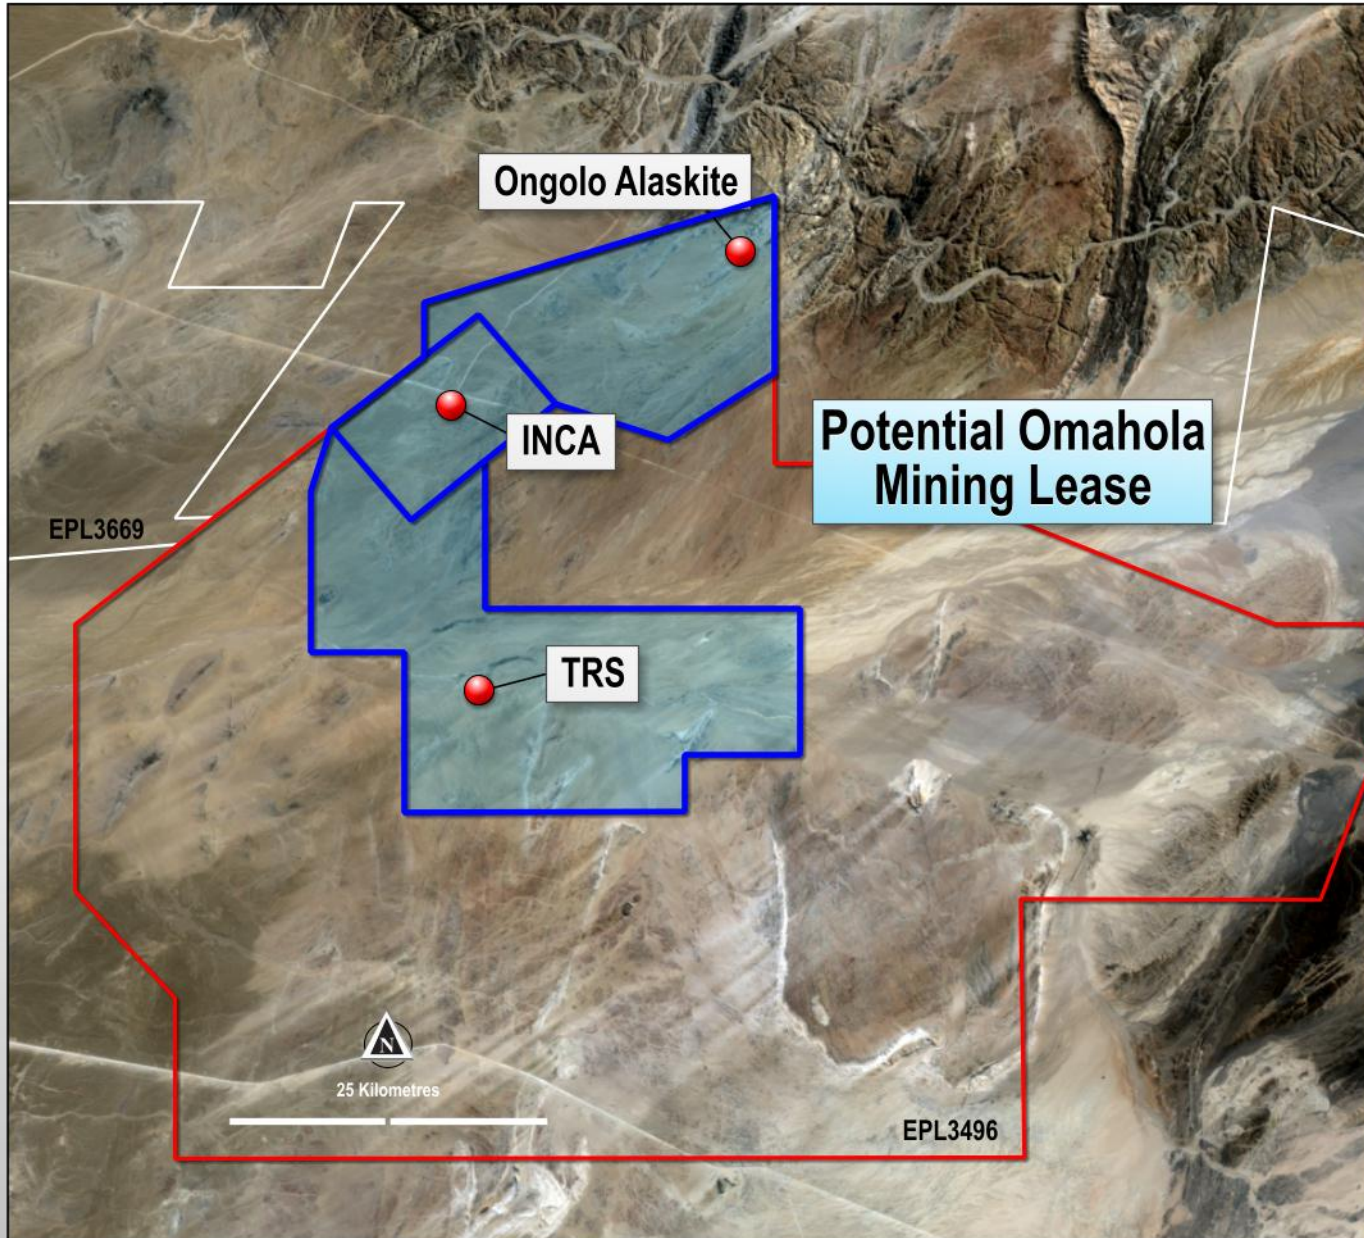 Ongolo Alaskite
INCA
Potential Omahola
Mining Lease
EPL3669
TRS
N
25 Kilometres
EPL3496